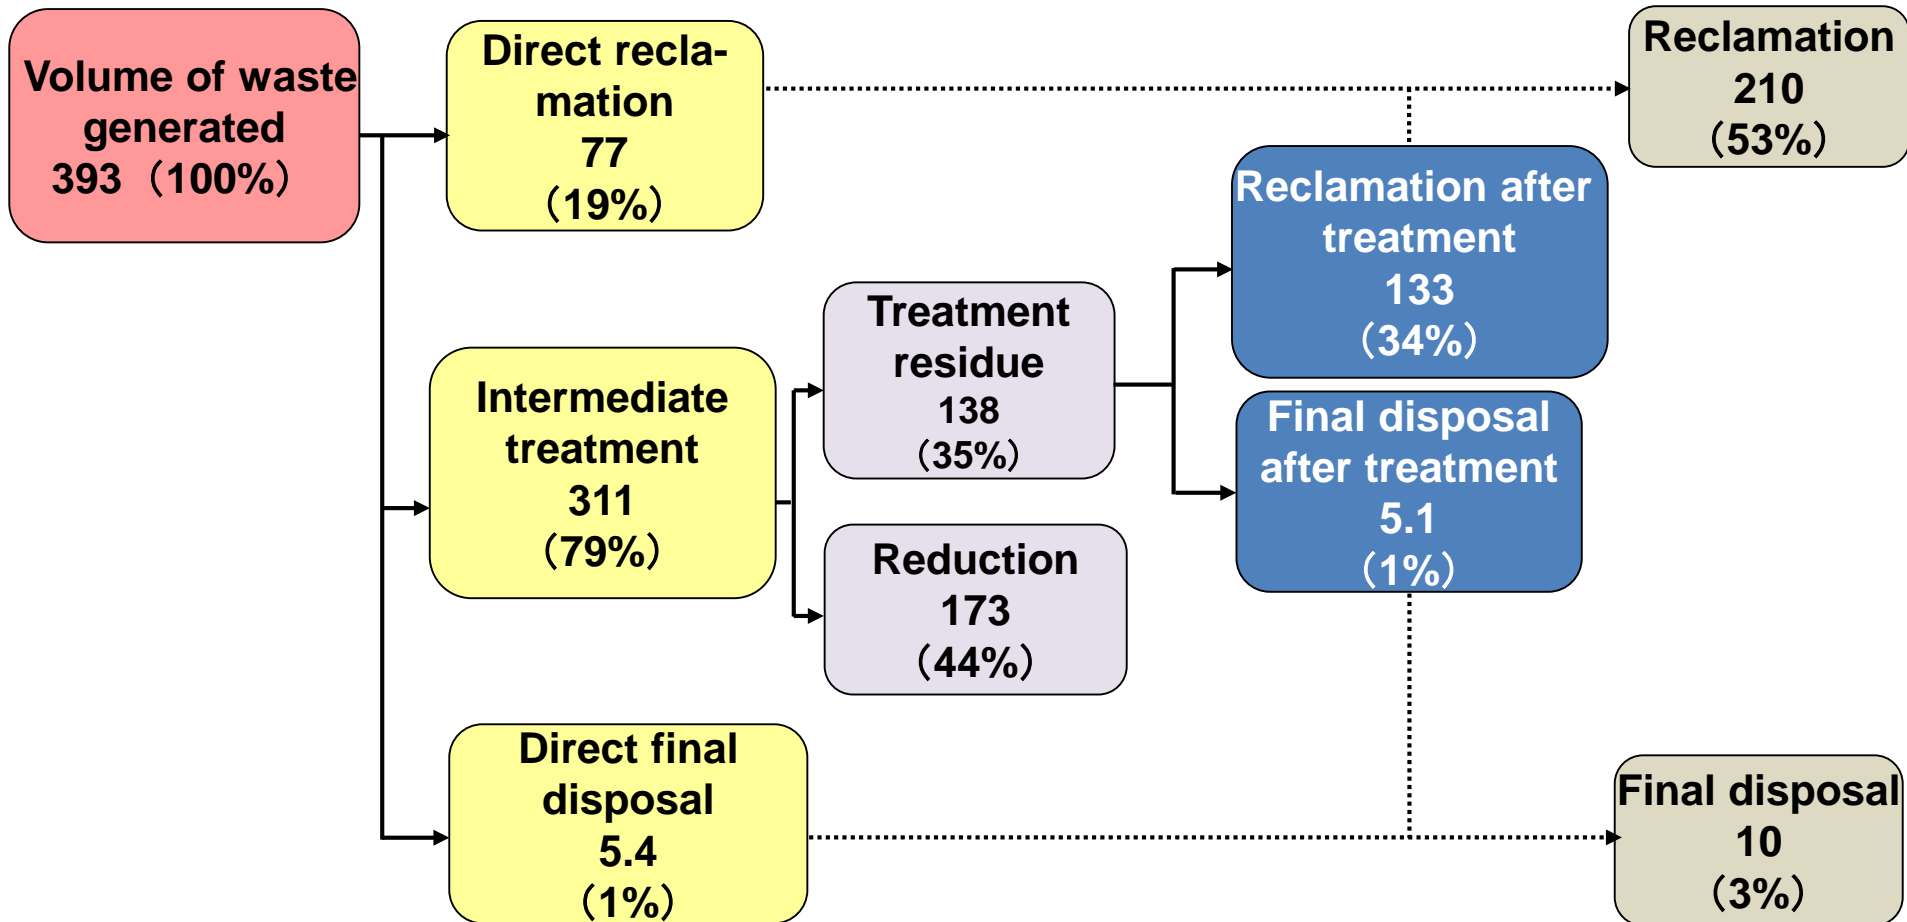 Volume of waste
generated
393（100%）
Direct recla-
mation
77
（19%）
Reclamation
210
（53%）
Reclamation after
treatment
133
（34%）
Treatment
residue
138
（35%）
Intermediate
treatment
311
（79%）
Final disposal
after treatment
5.1
（1%）
Reduction
173
（44%）
Direct final
disposal
5.4
（1%）
Final disposal
10
（3%）